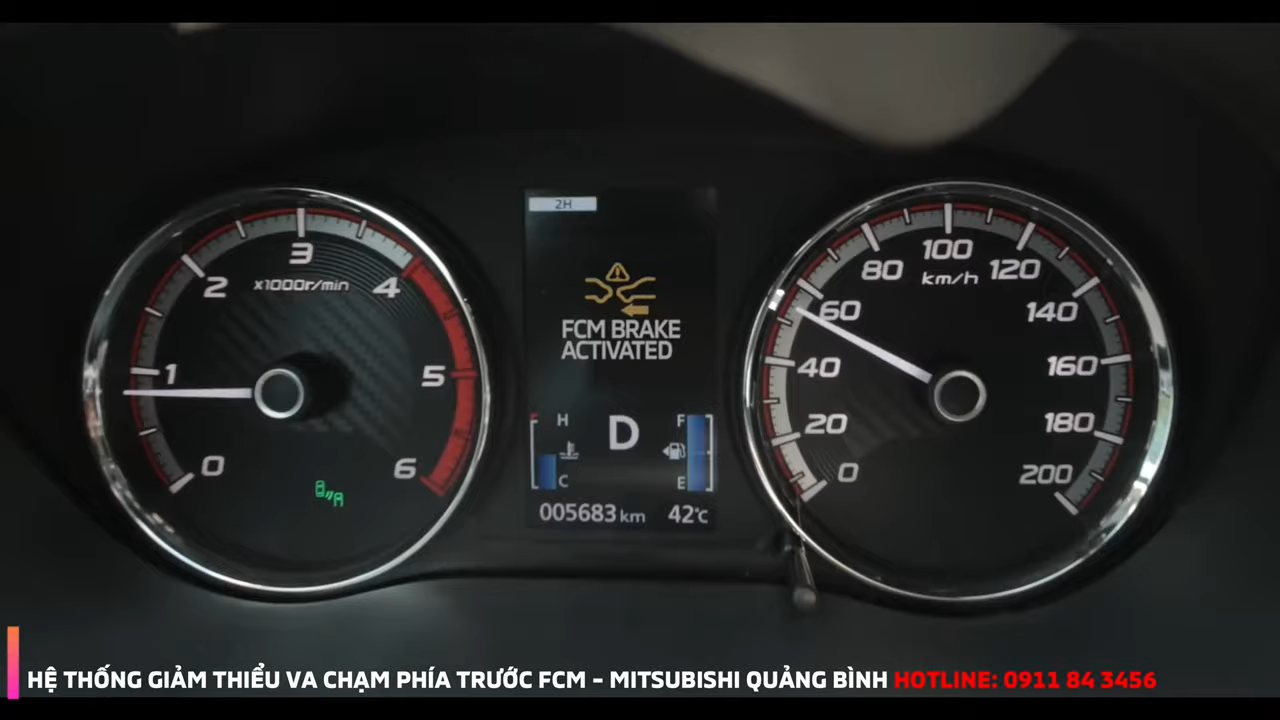 2H
3
2
x1000r/min
4
1
5
0
6
FCM BRAKE
ACTIVATED
H
F
D
C
E
005683 km
42°C
100
80
km/h
120
60
140
40
160
20
180
0
200
HỆ THỐNG GIẢM THIỂU VA CHẠM PHÍA TRƯỚC FCM – MITSUBISHI QUẢNG BÌNH HOTLINE: 0911 84 3456